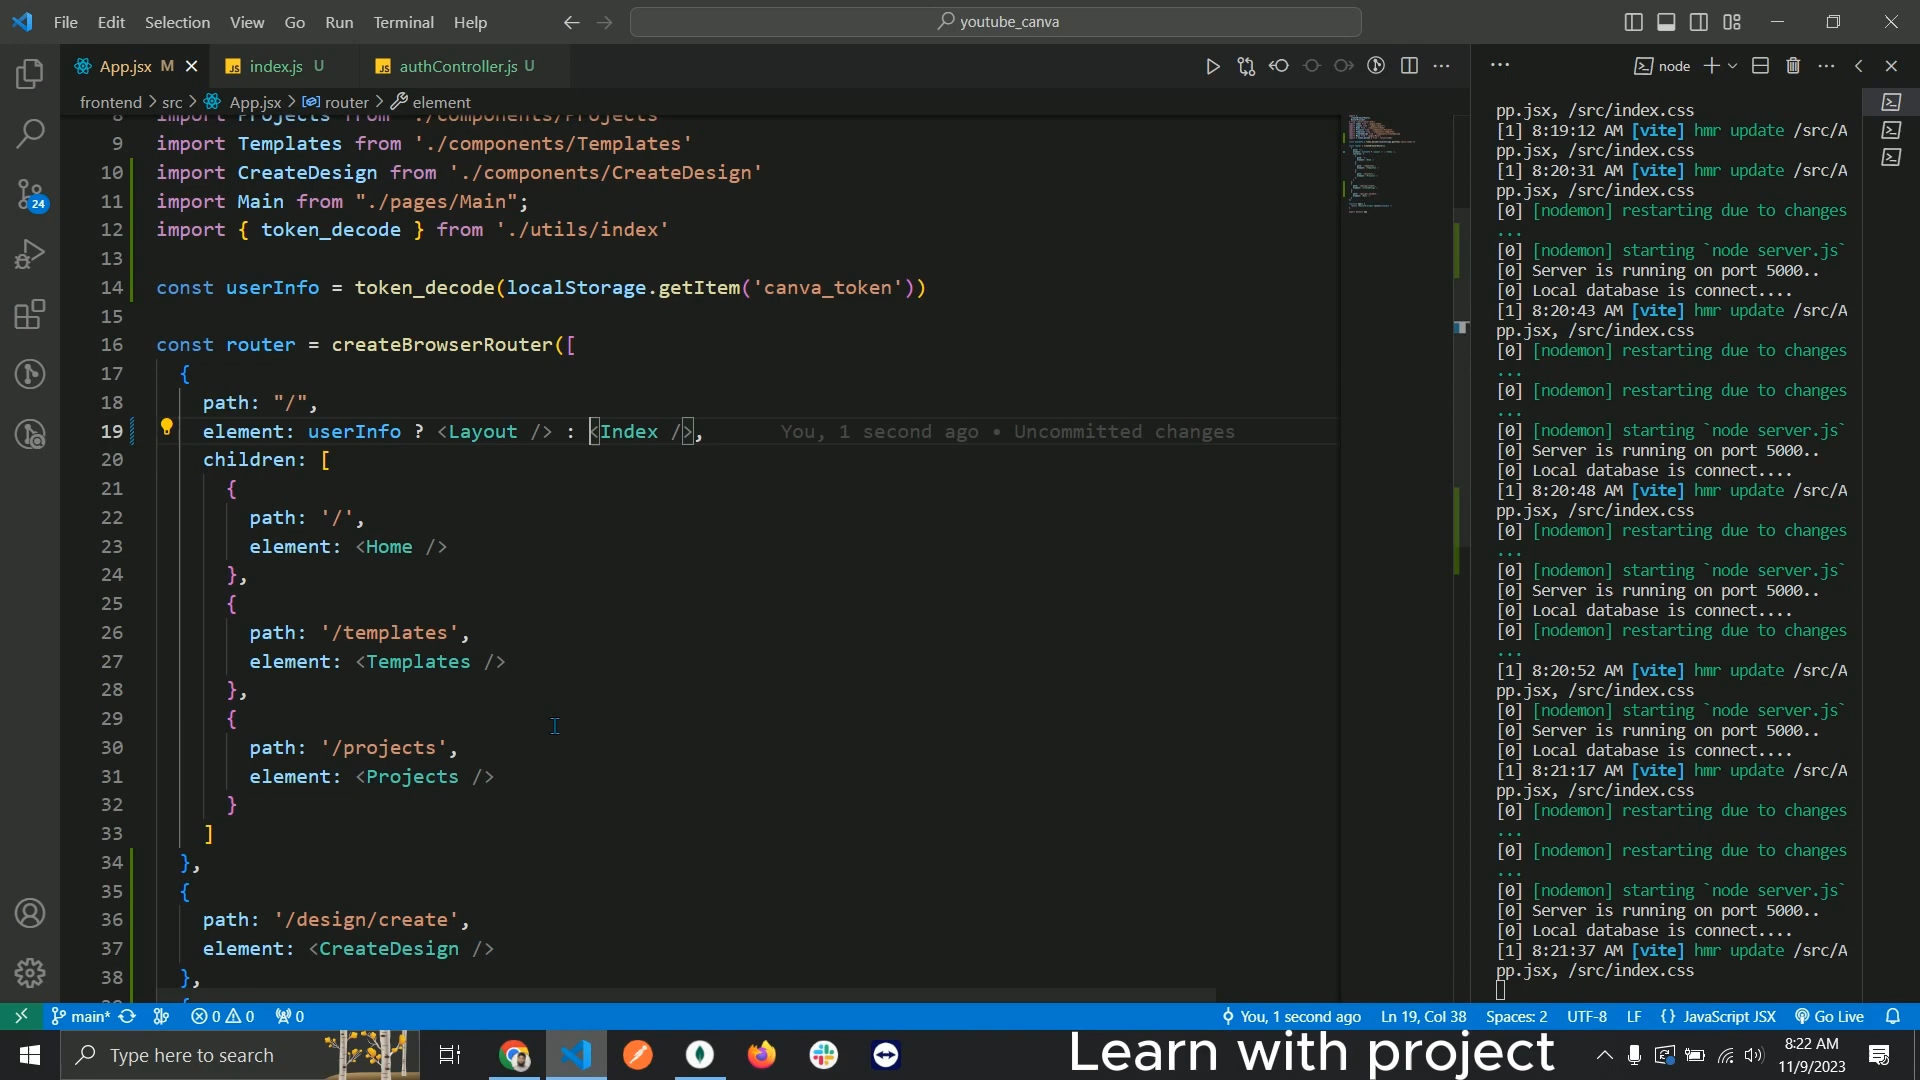 File Edit Selection View Go Run Terminal Help
youtube_canva
App.jsx M
index.js U
authController.js U
node
frontend > src > App.jsx > router > element
8 import Projects from './components/Projects'
9 import Templates from './components/Templates'
10 import CreateDesign from './components/CreateDesign'
11 import Main from "./pages/Main";
12 import { token_decode } from './utils/index'
13
14 const userInfo = token_decode(localStorage.getItem('canva_token'))
15
16 const router = createBrowserRouter([
17 {
18 path: "/",
19 element: userInfo ? <Layout /> : <Index />, You, 1 second ago • Uncommitted changes
20 children: [
21 {
22 path: '/',
23 element: <Home />
24 },
25 {
26 path: '/templates',
27 element: <Templates />
28 },
29 {
30 path: '/projects',
31 element: <Projects />
32 }
33 ]
34 },
35 {
36 path: '/design/create',
37 element: <CreateDesign />
38 },
pp.jsx, /src/index.css
[1] 8:19:12 AM [vite] hmr update /src/A
pp.jsx, /src/index.css
[1] 8:20:31 AM [vite] hmr update /src/A
pp.jsx, /src/index.css
[0] [nodemon] restarting due to changes
...
[0] [nodemon] starting `node server.js`
[0] Server is running on port 5000..
[0] Local database is connect....
[1] 8:20:43 AM [vite] hmr update /src/A
pp.jsx, /src/index.css
[0] [nodemon] restarting due to changes
...
[0] [nodemon] restarting due to changes
...
[0] [nodemon] starting `node server.js`
[0] Server is running on port 5000..
[0] Local database is connect....
[1] 8:20:48 AM [vite] hmr update /src/A
pp.jsx, /src/index.css
[0] [nodemon] restarting due to changes
...
[0] [nodemon] starting `node server.js`
[0] Server is running on port 5000..
[0] Local database is connect....
[0] [nodemon] restarting due to changes
...
[1] 8:20:52 AM [vite] hmr update /src/A
pp.jsx, /src/index.css
[0] [nodemon] starting `node server.js`
[0] Server is running on port 5000..
[0] Local database is connect....
[1] 8:21:17 AM [vite] hmr update /src/A
pp.jsx, /src/index.css
[0] [nodemon] restarting due to changes
...
[0] [nodemon] restarting due to changes
...
[0] [nodemon] starting `node server.js`
[0] Server is running on port 5000..
[0] Local database is connect....
[1] 8:21:37 AM [vite] hmr update /src/A
pp.jsx, /src/index.css
24
main* 0 0 0 You, 1 second ago Ln 19, Col 38 Spaces: 2 UTF-8 LF {} JavaScript JSX Go Live
Type here to search
Learn with project
8:22 AM
11/9/2023